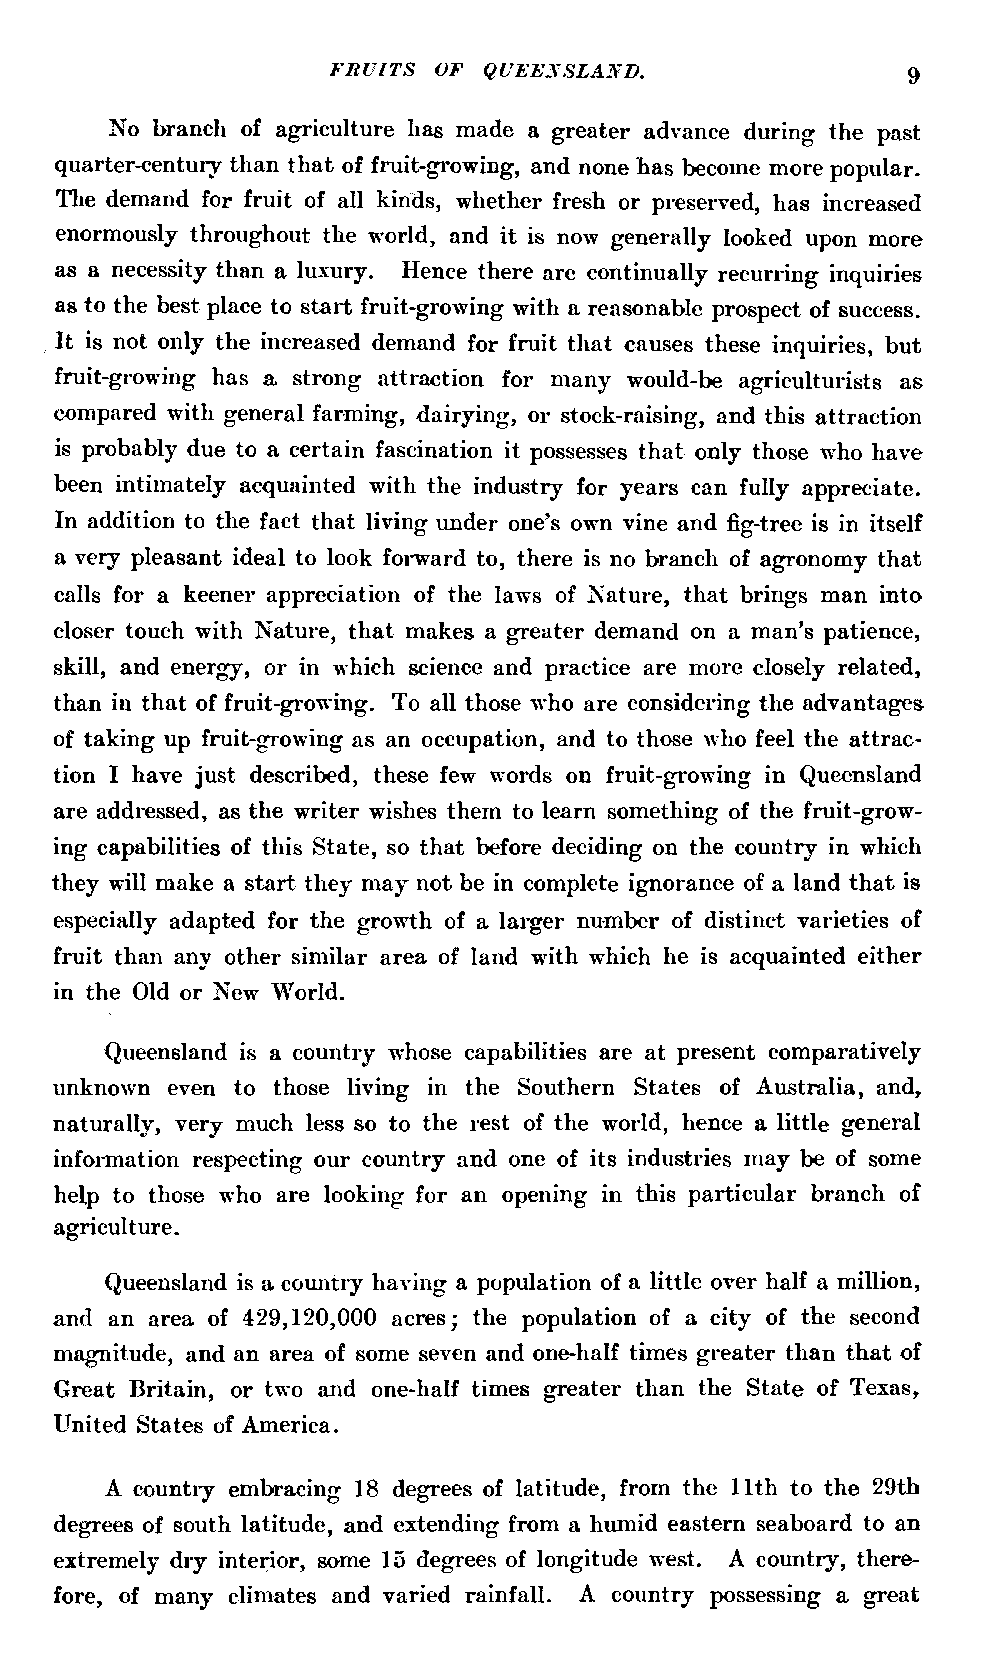 FRUITS OF QUEENSLAND. 9
No branch of agriculture has made a greater advance during the past
quarter-century than that of fruit-growing, and none has become more popular.
The demand for fruit of all kinds, whether fresh or preserved, has increased
enormously throughout the world, and it is now generally looked upon more
as a necessity than a luxury. Hence there are continually recurring inquiries
as to the best place to start fruit-growing with a reasonable prospect of success.
It is not only the increased demand for fruit that causes these inquiries, but
fruit-growing has a strong attraction for many would-be agriculturists as
compared with general farming, dairying, or stock-raising, and this attraction
is probably due to a certain fascination it possesses that only those who have
been intimately acquainted with the industry for years can fully appreciate.
In addition to the fact that living under one's own vine and fig-tree is in itself
a very pleasant ideal to look forward to, there is no branch of agronomy that
calls for a keener appreciation of the laws of Nature, that brings man into
closer touch with Nature, that makes a greater demand on a man's patience,
skill, and energy, or in which science and practice are more closely related,
than in that of fruit-growing. To all those who are considering the advantages
of taking up fruit-growing as an occupation, and to those who feel the attrac-
tion I have just described, these few words on fruit-growing in Queensland
are addressed, as the writer wishes them to learn something of the fruit-grow-
ing capabilities of this State, so that before deciding on the country in which
they will make a start they may not be in complete ignorance of a land that is
especially adapted for the growth of a larger number of distinct varieties of
fruit than any other similar area of land with which he is acquainted either
in the Old or New World.
Queensland is a country whose capabilities are at present comparatively
unknown even to those living in the Southern States of Australia, and,
naturally, very much less so to the rest of the world, hence a little general
information respecting our country and one of its industries may be of some
help to those who are looking for an opening in this particular branch of
agriculture.
Queensland is a country having a population of a little over half a million,
and an area of 429,120,000 acres; the population of a city of the second
magnitude, and an area of some seven and one-half times greater than that of
Great Britain, or two and one-half times greater than the State of Texas,
United States of America.
A country embracing 18 degrees of latitude, from the 11th to the 29th
degrees of south latitude, and extending from a humid eastern seaboard to an
extremely dry interior, some 15 degrees of longitude west. A country, there-
fore, of many climates and varied rainfall. A country possessing a great